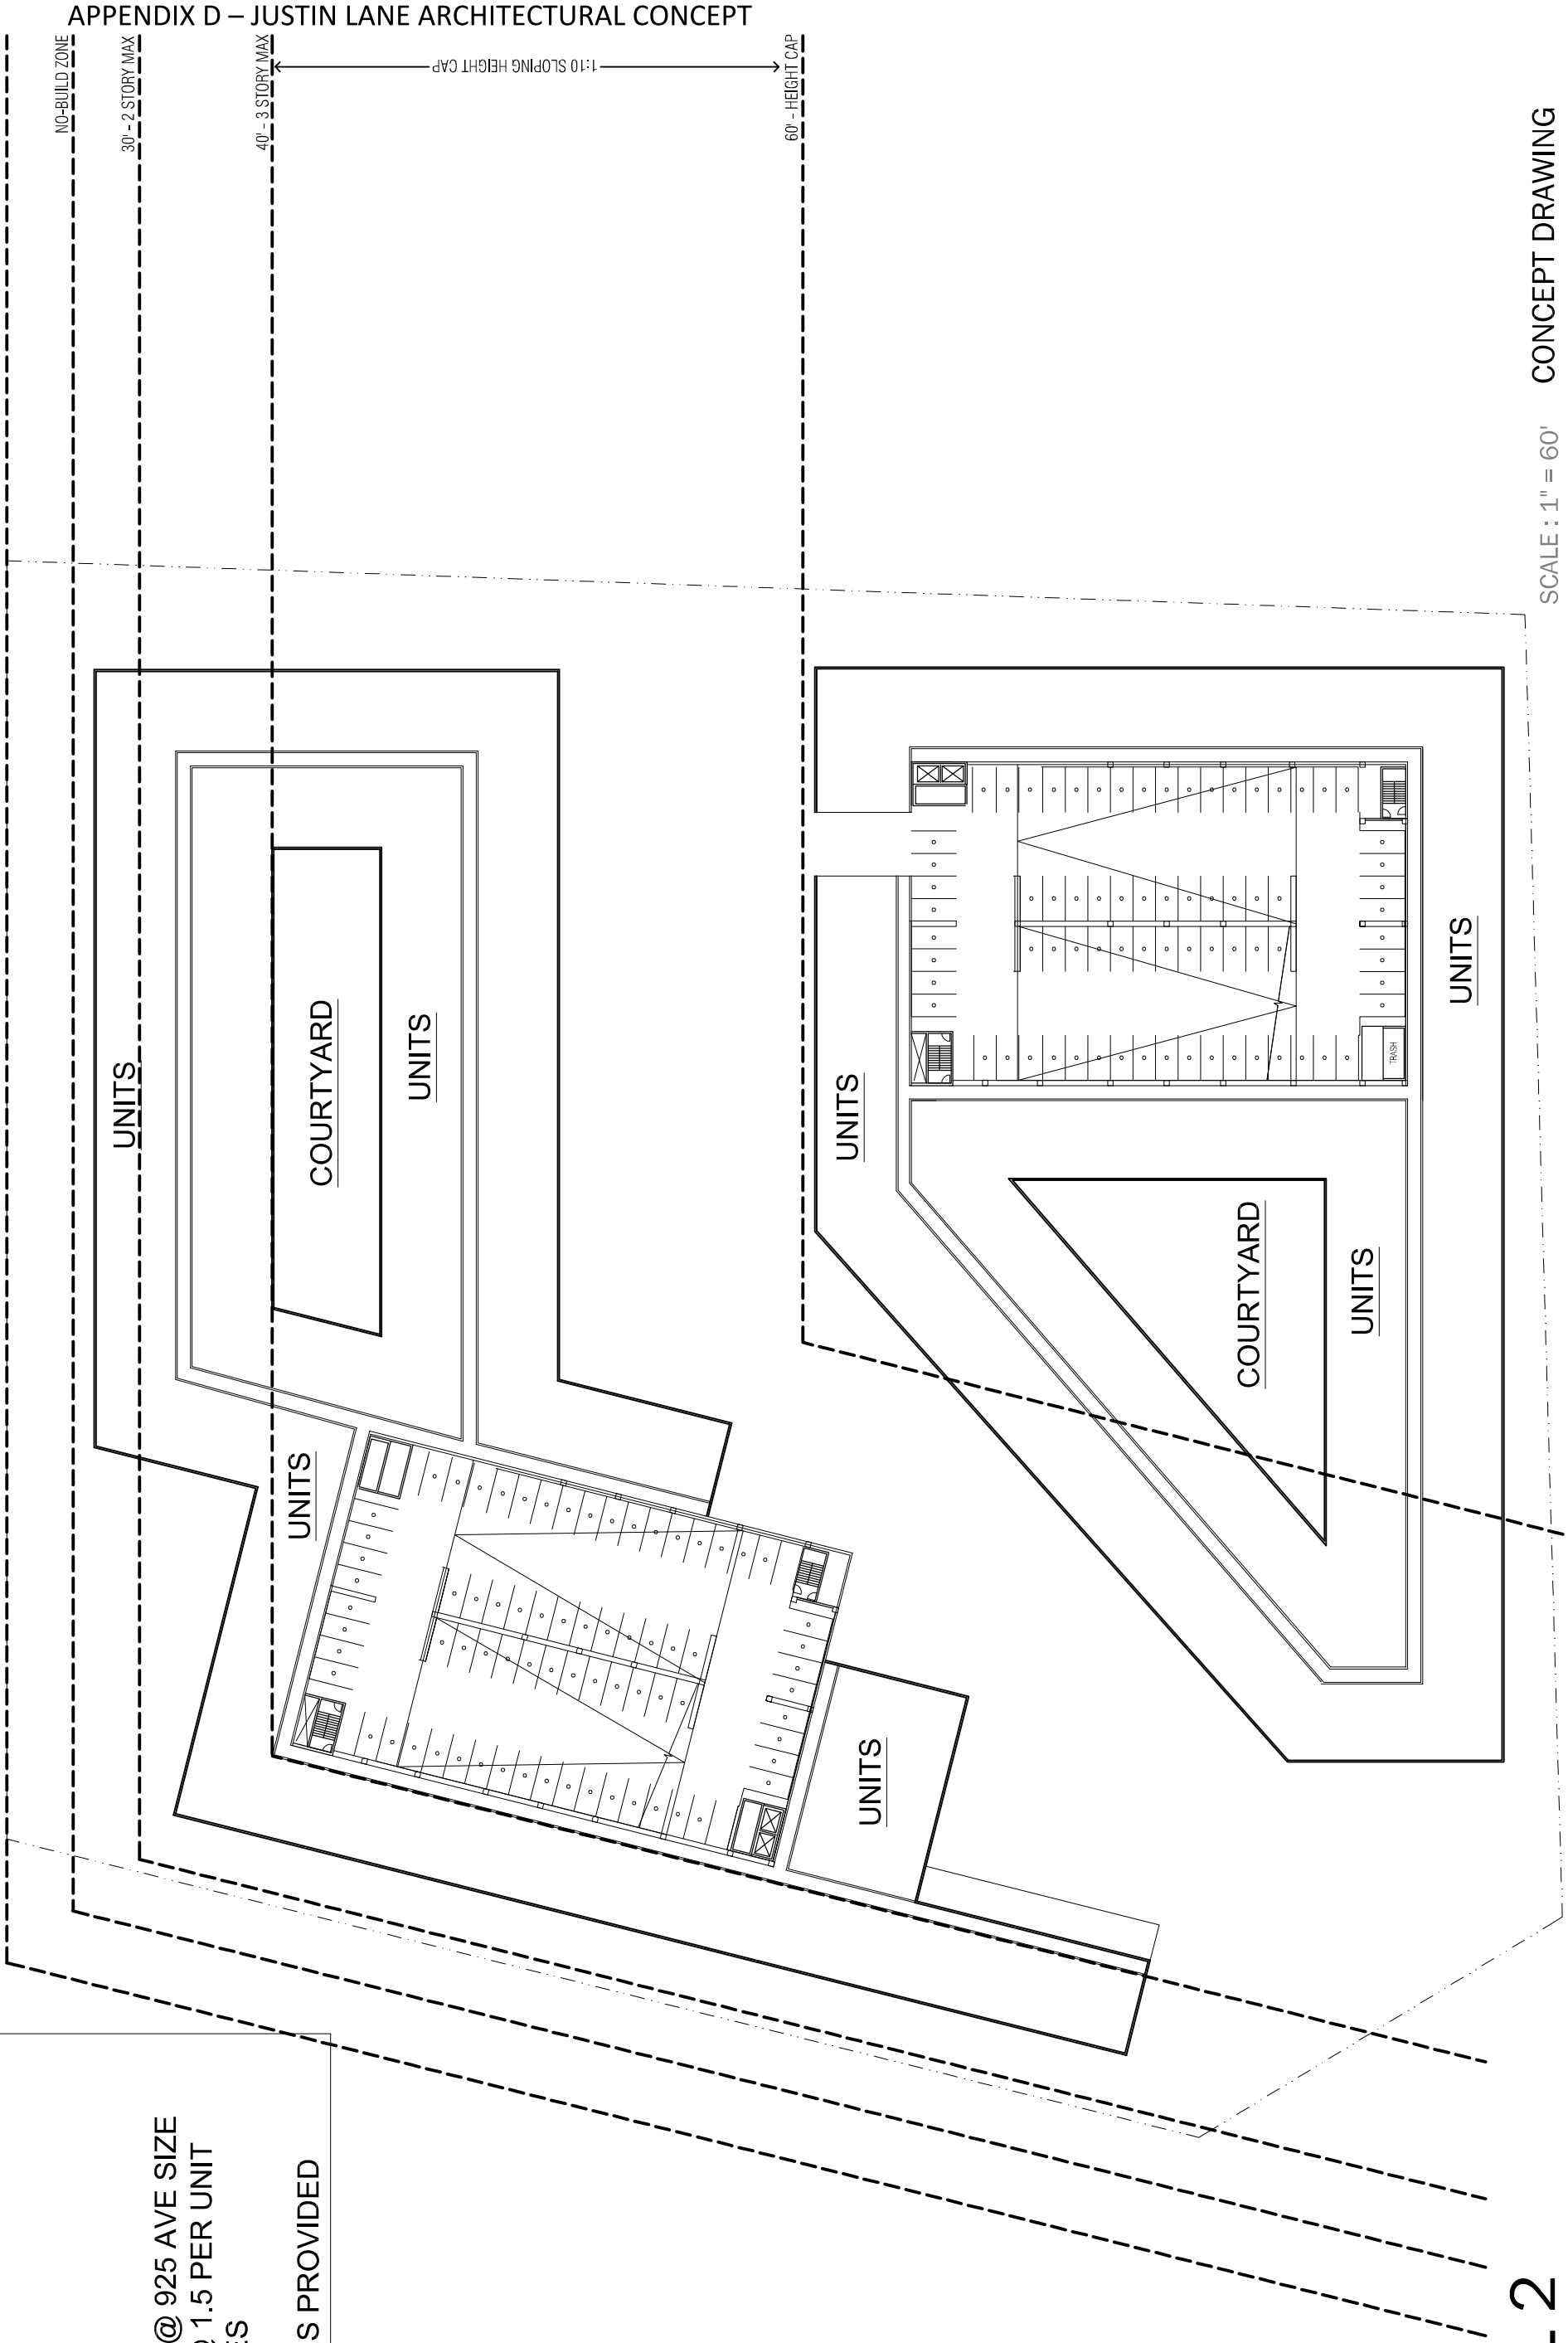 APPENDIX D – JUSTIN LANE ARCHITECTURAL CONCEPT
NO-BUILD ZONE
30' - 2 STORY MAX
40' - 3 STORY MAX
1:10 SLOPING HEIGHT CAP
60' - HEIGHT CAP
UNITS
COURTYARD
UNITS
UNITS
UNITS
UNITS
TRASH
UNITS
COURTYARD
UNITS
@ 925 AVE SIZE
1.5 PER UNIT
ES
S PROVIDED
2
SCALE : 1" = 60'
CONCEPT DRAWING